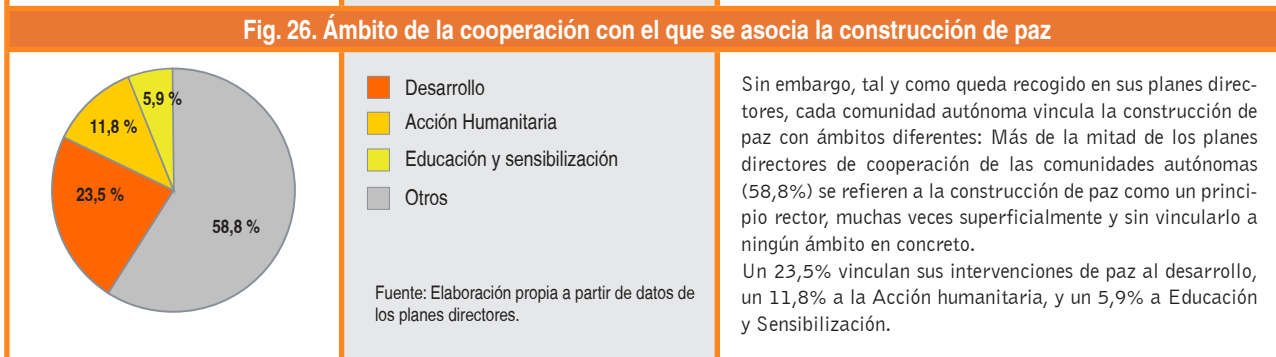 Fig. 26. Ámbito de la cooperación con el que se asocia la construcción de paz
5,9 %
11,8 %
23,5 %
58,8 %
Desarrollo
Acción Humanitaria
Educación y sensibilización
Otros
Fuente: Elaboración propia a partir de datos de
los planes directores.
Sin embargo, tal y como queda recogido en sus planes direc-
tores, cada comunidad autónoma vincula la construcción de
paz con ámbitos diferentes: Más de la mitad de los planes
directores de cooperación de las comunidades autónomas
(58,8%) se refieren a la construcción de paz como un princi-
pio rector, muchas veces superficialmente y sin vincularlo a
ningún ámbito en concreto.
Un 23,5% vinculan sus intervenciones de paz al desarrollo,
un 11,8% a la Acción humanitaria, y un 5,9% a Educación
y Sensibilización.